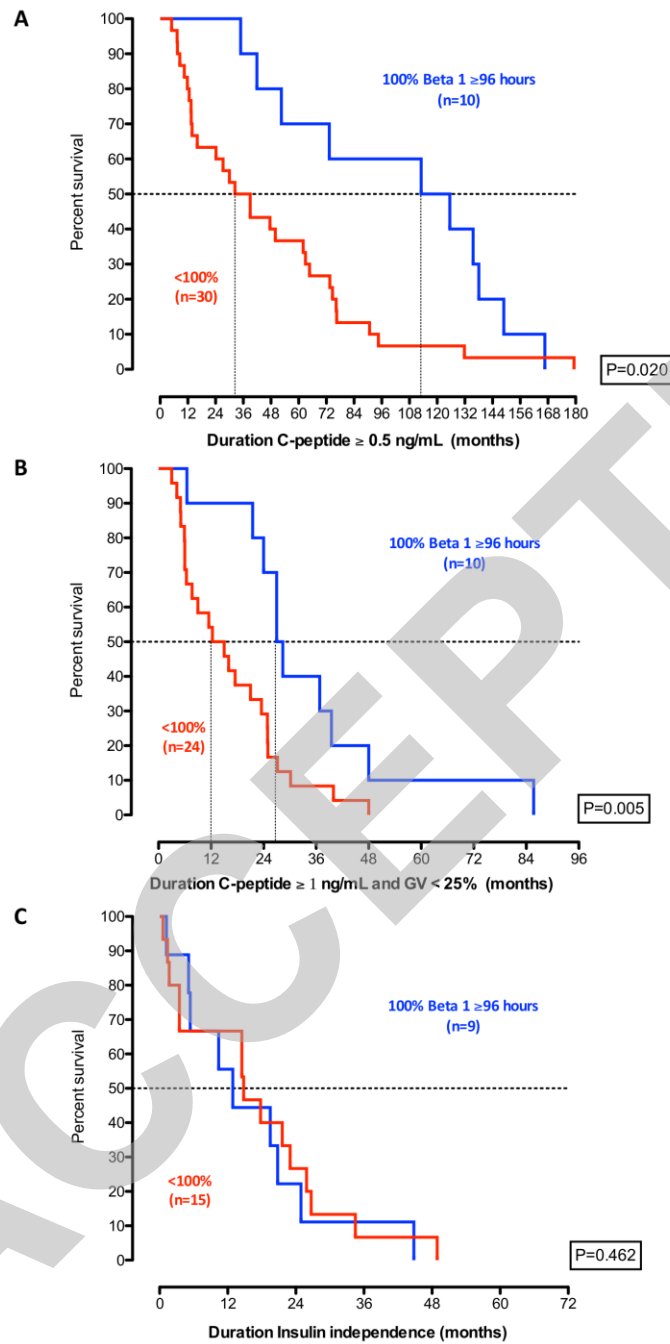 A
100
90
80
70
60
50
40
30
20
10
0
Percent survival
100% Beta 1 ≥96 hours
(n=10)
<100%
(n=30)
P=0.020
0 12 24 36 48 60 72 84 96 108 120 132 144 156 168 180
Duration C-peptide ≥ 0.5 ng/mL (months)
B
100
90
80
70
60
50
40
30
20
10
0
Percent survival
100% Beta 1 ≥96 hours
(n=10)
<100%
(n=24)
P=0.005
0 12 24 36 48 60 72 84 96
Duration C-peptide ≥ 1 ng/mL and GV < 25% (months)
C
100
90
80
70
60
50
40
30
20
10
0
Percent survival
100% Beta 1 ≥96 hours
(n=9)
<100%
(n=15)
P=0.462
0 12 24 36 48 60 72
Duration Insulin independence (months)
ACCEPT